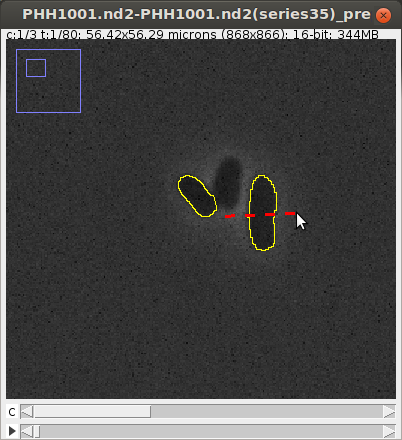 PHH1001.nd2-PHH1001.nd2(series35)_pre
c:1/3 t:1/80; 56.42x56.29 microns (868x866); 16-bit; 344MB
C